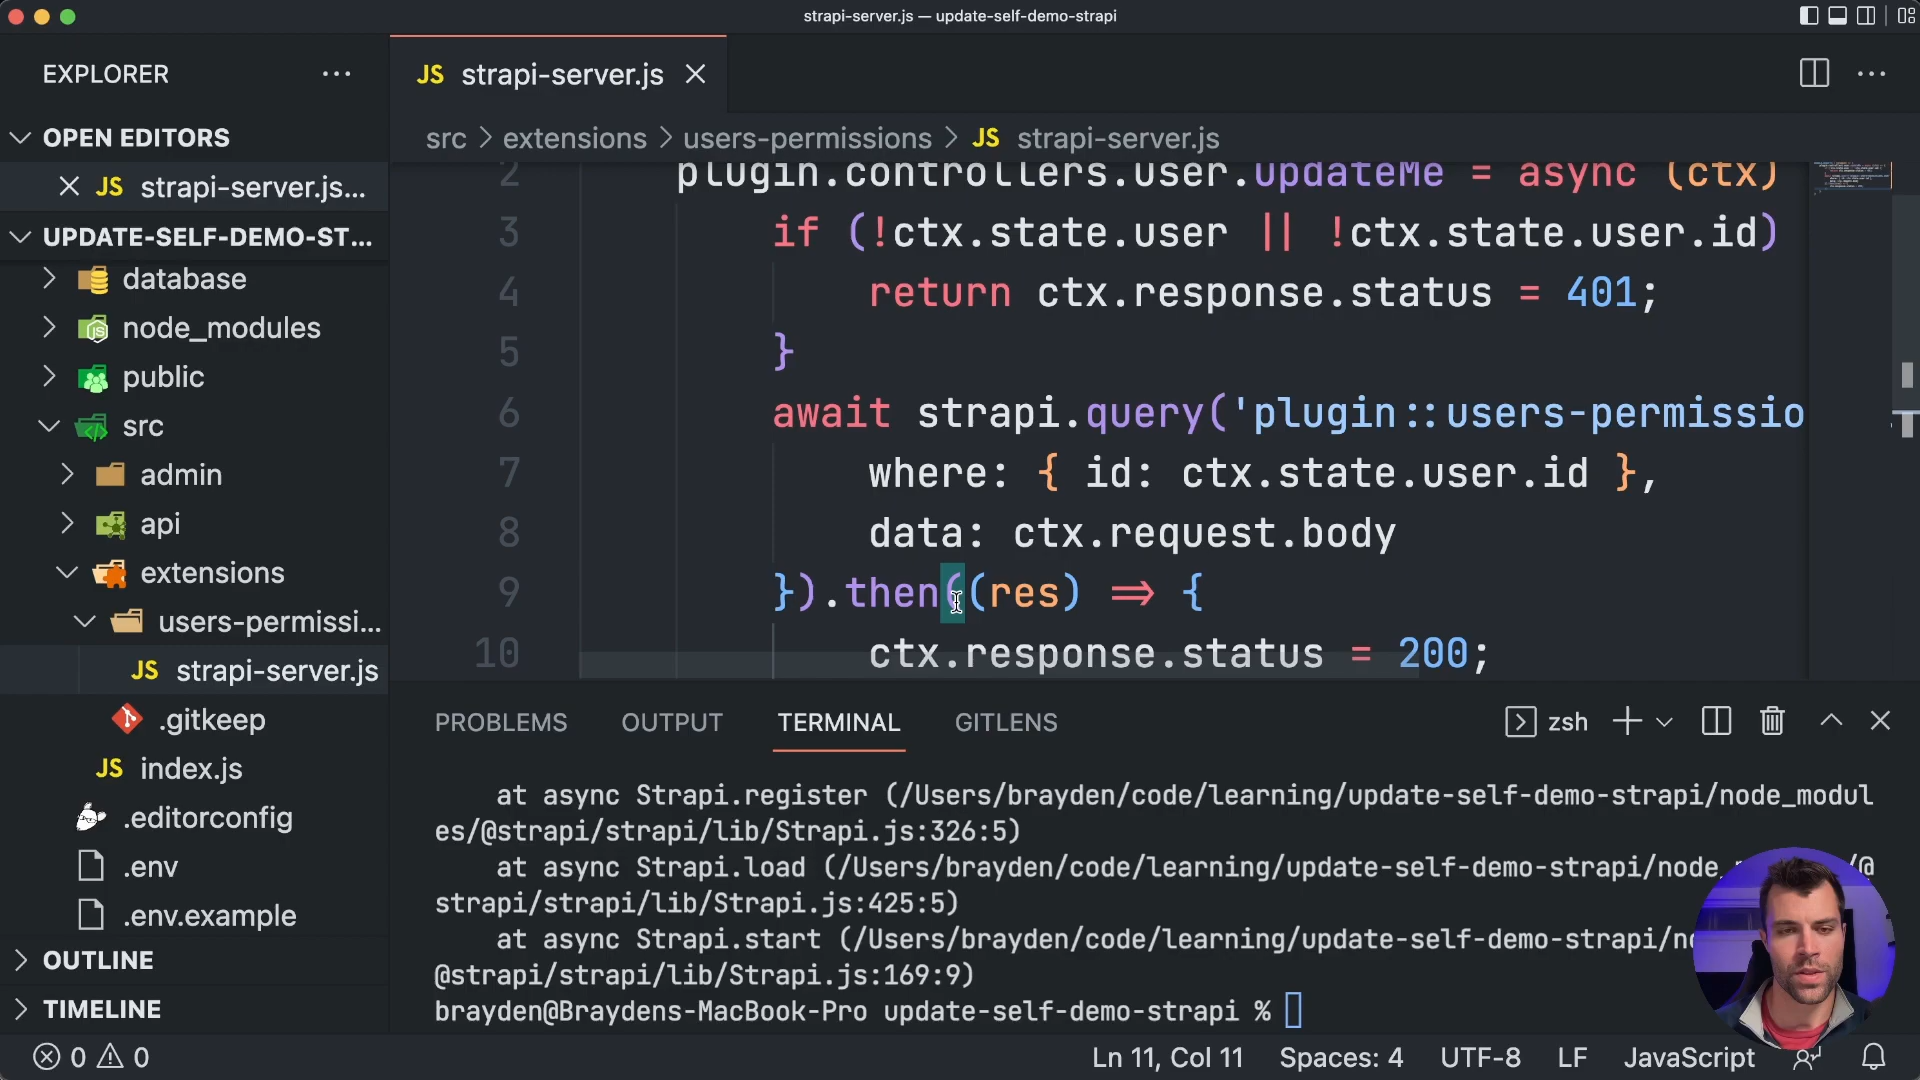 strapi-server.js — update-self-demo-strapi
EXPLORER
JS strapi-server.js
OPEN EDITORS
JS strapi-server.js...
src > extensions > users-permissions > JS strapi-server.js
UPDATE-SELF-DEMO-ST...
database
node_modules
public
src
admin
api
extensions
users-permissi...
JS strapi-server.js
.gitkeep
JS index.js
.editorconfig
.env
.env.example
OUTLINE
TIMELINE
2 plugin.controllers.user.updateMe = async (ctx)
3 if (!ctx.state.user || !ctx.state.user.id)
4 return ctx.response.status = 401;
5 }
6 await strapi.query('plugin::users-permissio
7 where: { id: ctx.state.user.id },
8 data: ctx.request.body
9 }).then((res) => {
10 ctx.response.status = 200;
PROBLEMS OUTPUT TERMINAL GITLENS
zsh
at async Strapi.register (/Users/brayden/code/learning/update-self-demo-strapi/node_modul
es/@strapi/strapi/lib/Strapi.js:326:5)
at async Strapi.load (/Users/brayden/code/learning/update-self-demo-strapi/node_ /@
strapi/strapi/lib/Strapi.js:425:5)
at async Strapi.start (/Users/brayden/code/learning/update-self-demo-strapi/no
@strapi/strapi/lib/Strapi.js:169:9)
brayden@Braydens-MacBook-Pro update-self-demo-strapi %
0 0
Ln 11, Col 11 Spaces: 4 UTF-8 LF JavaScript